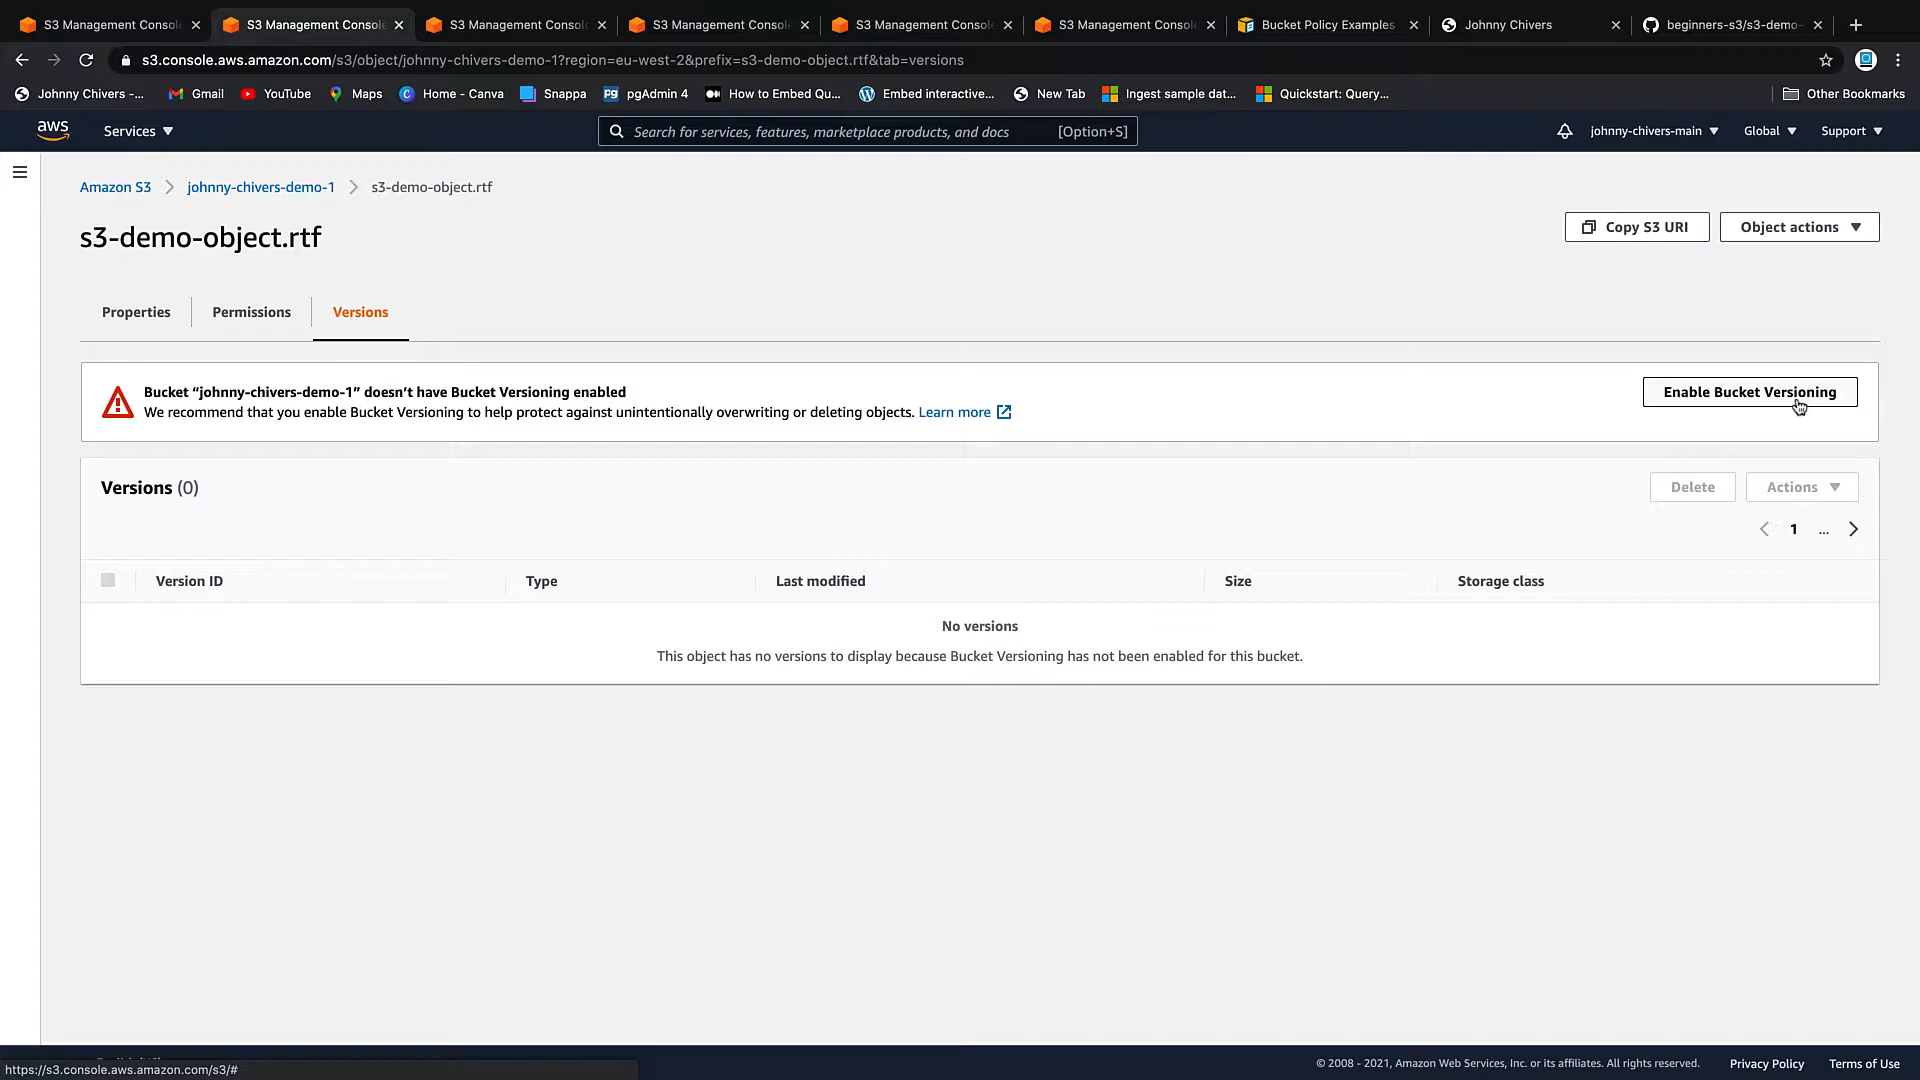 S3 Management Console
S3 Management Console
S3 Management Console
S3 Management Console
S3 Management Console
S3 Management Console
Bucket Policy Examples
Johnny Chivers
beginners-s3/s3-demo-
s3.console.aws.amazon.com/s3/object/johnny-chivers-demo-1?region=eu-west-2&prefix=s3-demo-object.rtf&tab=versions
Johnny Chivers -...
Gmail
YouTube
Maps
Home - Canva
Snappa
pgAdmin 4
How to Embed Qu...
Embed interactive...
New Tab
Ingest sample dat...
Quickstart: Query...
Other Bookmarks
aws
Services
Search for services, features, marketplace products, and docs [Option+S]
johnny-chivers-main
Global
Support
Amazon S3
johnny-chivers-demo-1
s3-demo-object.rtf
s3-demo-object.rtf
Copy S3 URI
Object actions
Properties
Permissions
Versions
Bucket “johnny-chivers-demo-1” doesn’t have Bucket Versioning enabled
We recommend that you enable Bucket Versioning to help protect against unintentionally overwriting or deleting objects. Learn more
Enable Bucket Versioning
Versions (0)
Delete
Actions
1 ...
Version ID
Type
Last modified
Size
Storage class
No versions
This object has no versions to display because Bucket Versioning has not been enabled for this bucket.
https://s3.console.aws.amazon.com/s3/#
© 2008 - 2021, Amazon Web Services, Inc. or its affiliates. All rights reserved.
Privacy Policy
Terms of Use